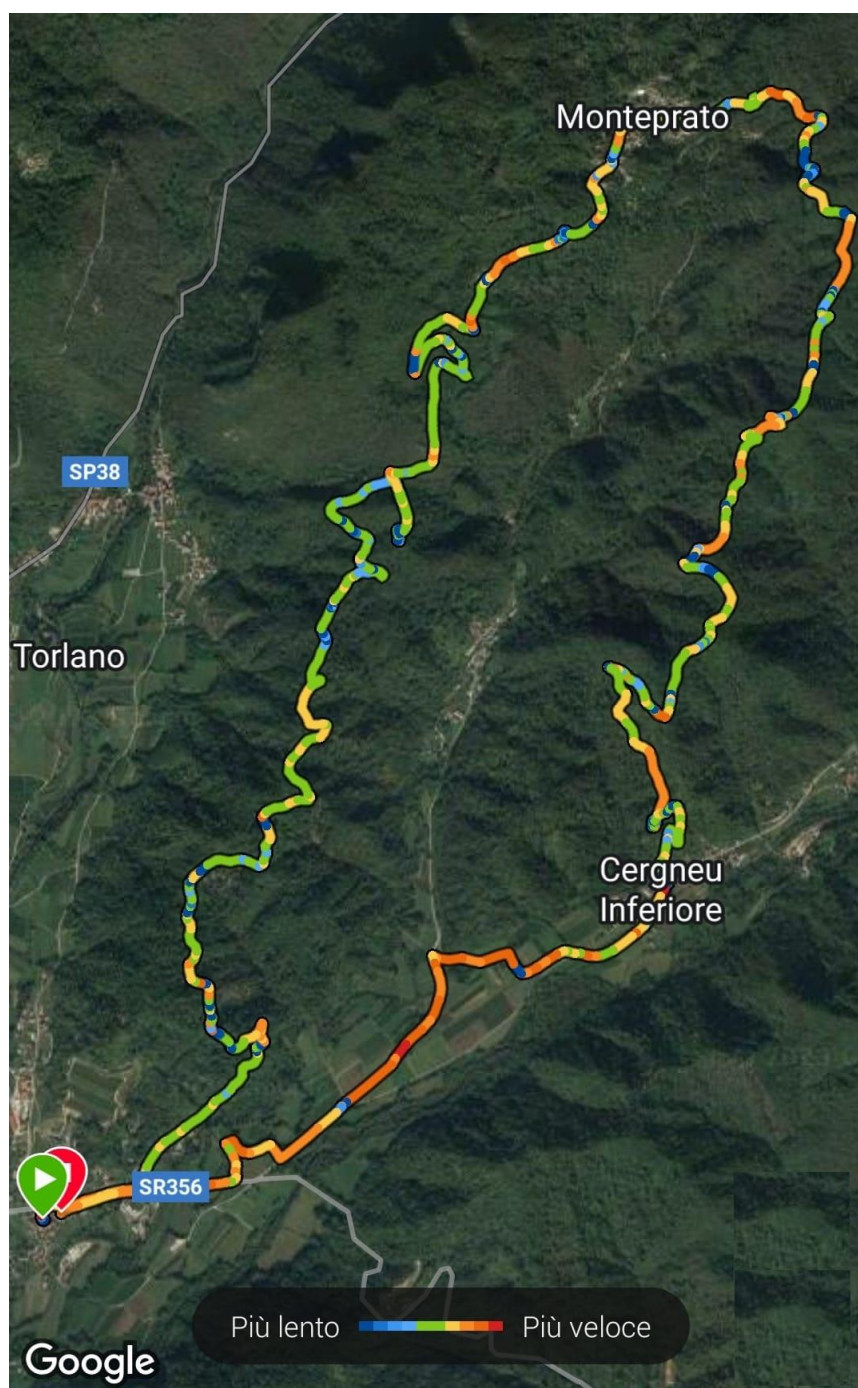 Monteprato
SP38
Torlano
Cergneu
Inferiore
SR356
Più lento
Più veloce
Google